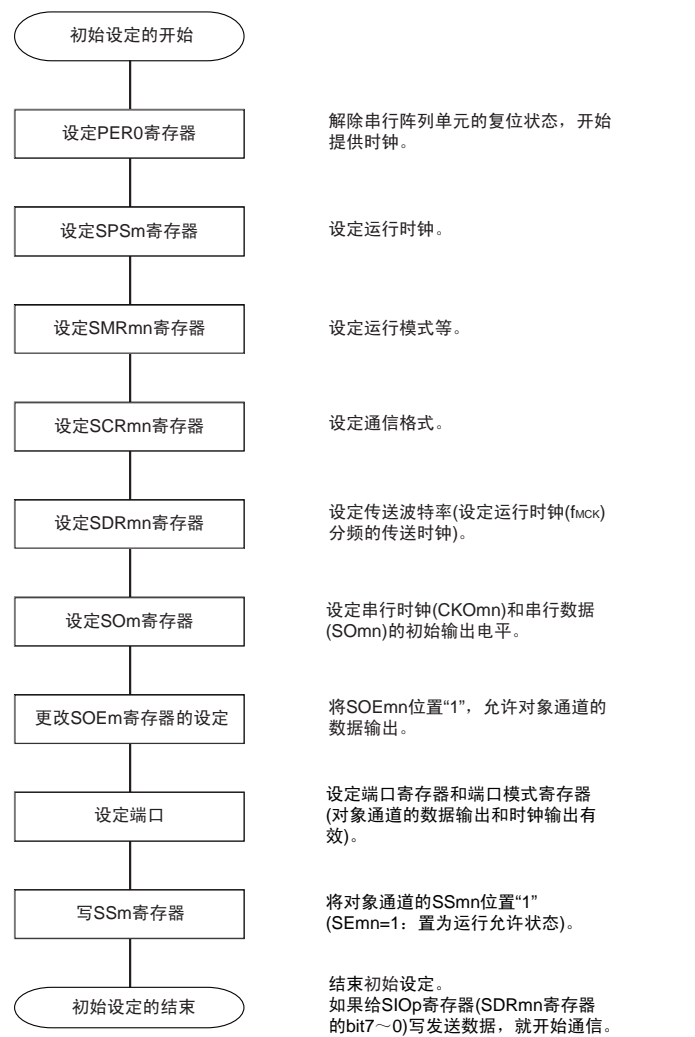 初始设定的开始
设定PER0寄存器
解除串行阵列单元的复位状态，开始
提供时钟。
设定SPSm寄存器
设定运行时钟。
设定SMRmn寄存器
设定运行模式等。
设定SCRmn寄存器
设定通信格式。
设定SDRmn寄存器
设定传送波特率(设定运行时钟(fMCK)
分频的传送时钟)。
设定SOm寄存器
设定串行时钟(CKOmn)和串行数据
(SOmn)的初始输出电平。
更改SOEm寄存器的设定
将SOEmn位置“1”，允许对象通道的
数据输出。
设定端口
设定端口寄存器和端口模式寄存器
(对象通道的数据输出和时钟输出有
效)。
写SSm寄存器
将对象通道的SSmn位置“1”
(SEmn=1：置为运行允许状态)。
初始设定的结束
结束初始设定。
如果给SIOp寄存器(SDRmn寄存器
的bit7～0)写发送数据，就开始通信。